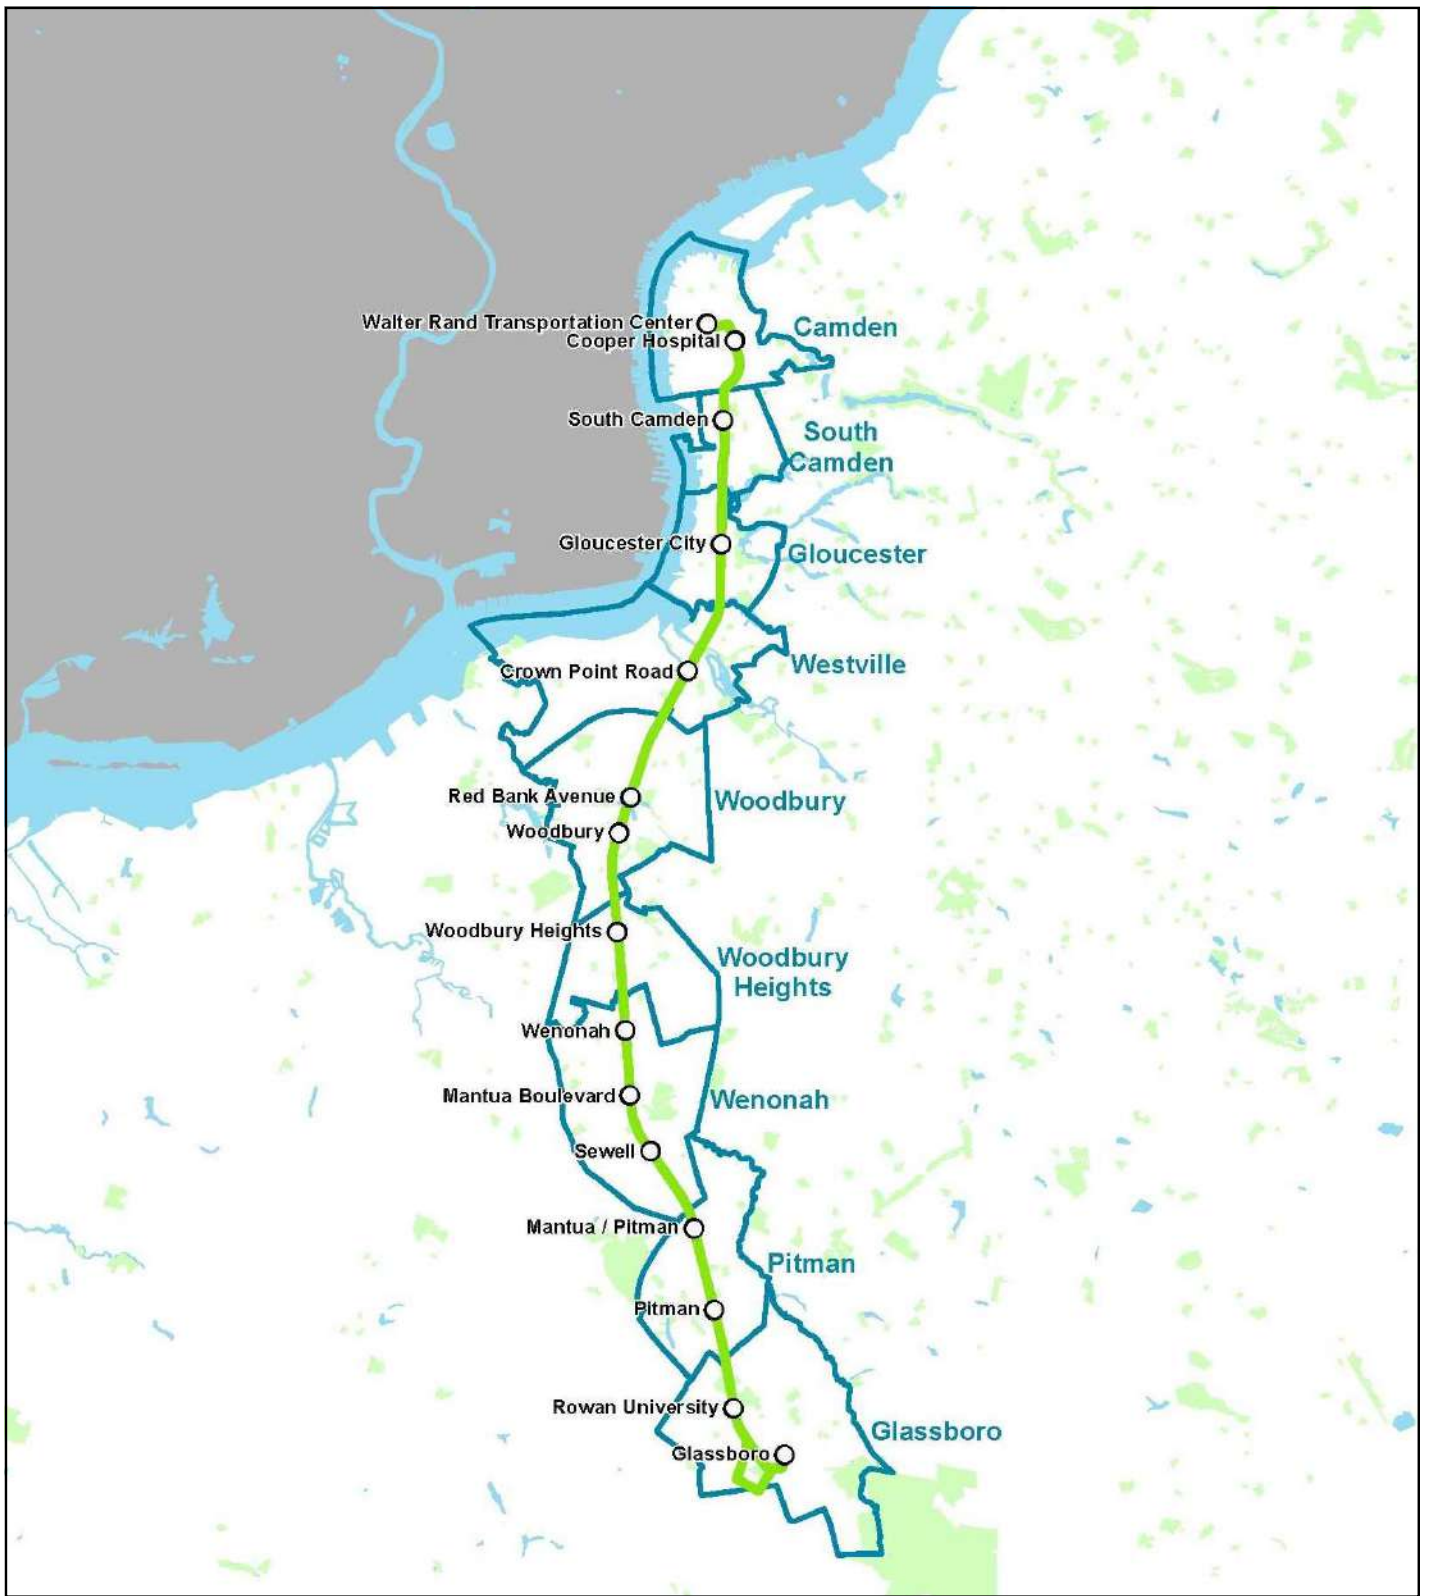 Walter Rand Transportation Center
Camden
Cooper Hospital
South Camden
South
Camden
Gloucester City
Gloucester
Westville
Crown Point Road
Red Bank Avenue
Woodbury
Woodbury
Woodbury Heights
Woodbury
Heights
Wenonah
Mantua Boulevard
Wenonah
Sewell
Mantua / Pitman
Pitman
Pitman
Rowan University
Glassboro
Glassboro